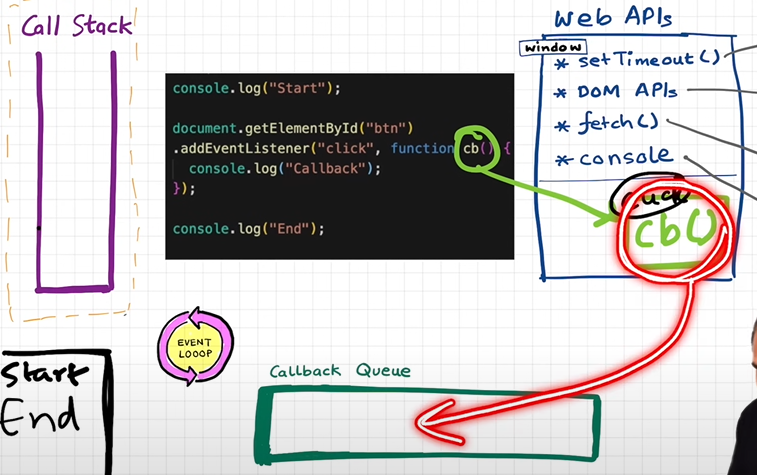 Call Stack
Web APIs
window
* setTimeout()
* DOM APIs
* fetch()
* console
console.log("Start");
document.getElementById("btn")
.addEventListener("click", function cb() {
console.log("Callback");
});
console.log("End");
cb()
EVENT
LOOOP
Callback Queue
Start
End